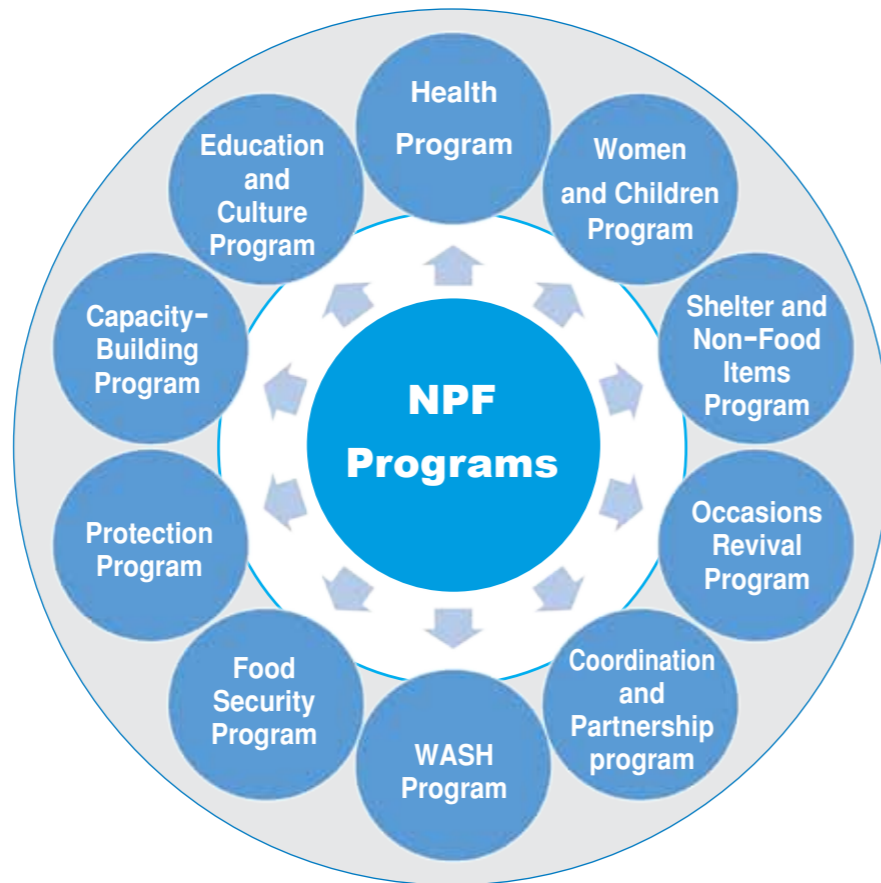 NPF
Programs
Health
Program
Women
and Children
Program
Shelter and
Non-Food
Items
Program
Occasions
Revival
Program
Coordination
and
Partnership
program
WASH
Program
Food
Security
Program
Protection
Program
Capacity-
Building
Program
Education
and
Culture
Program